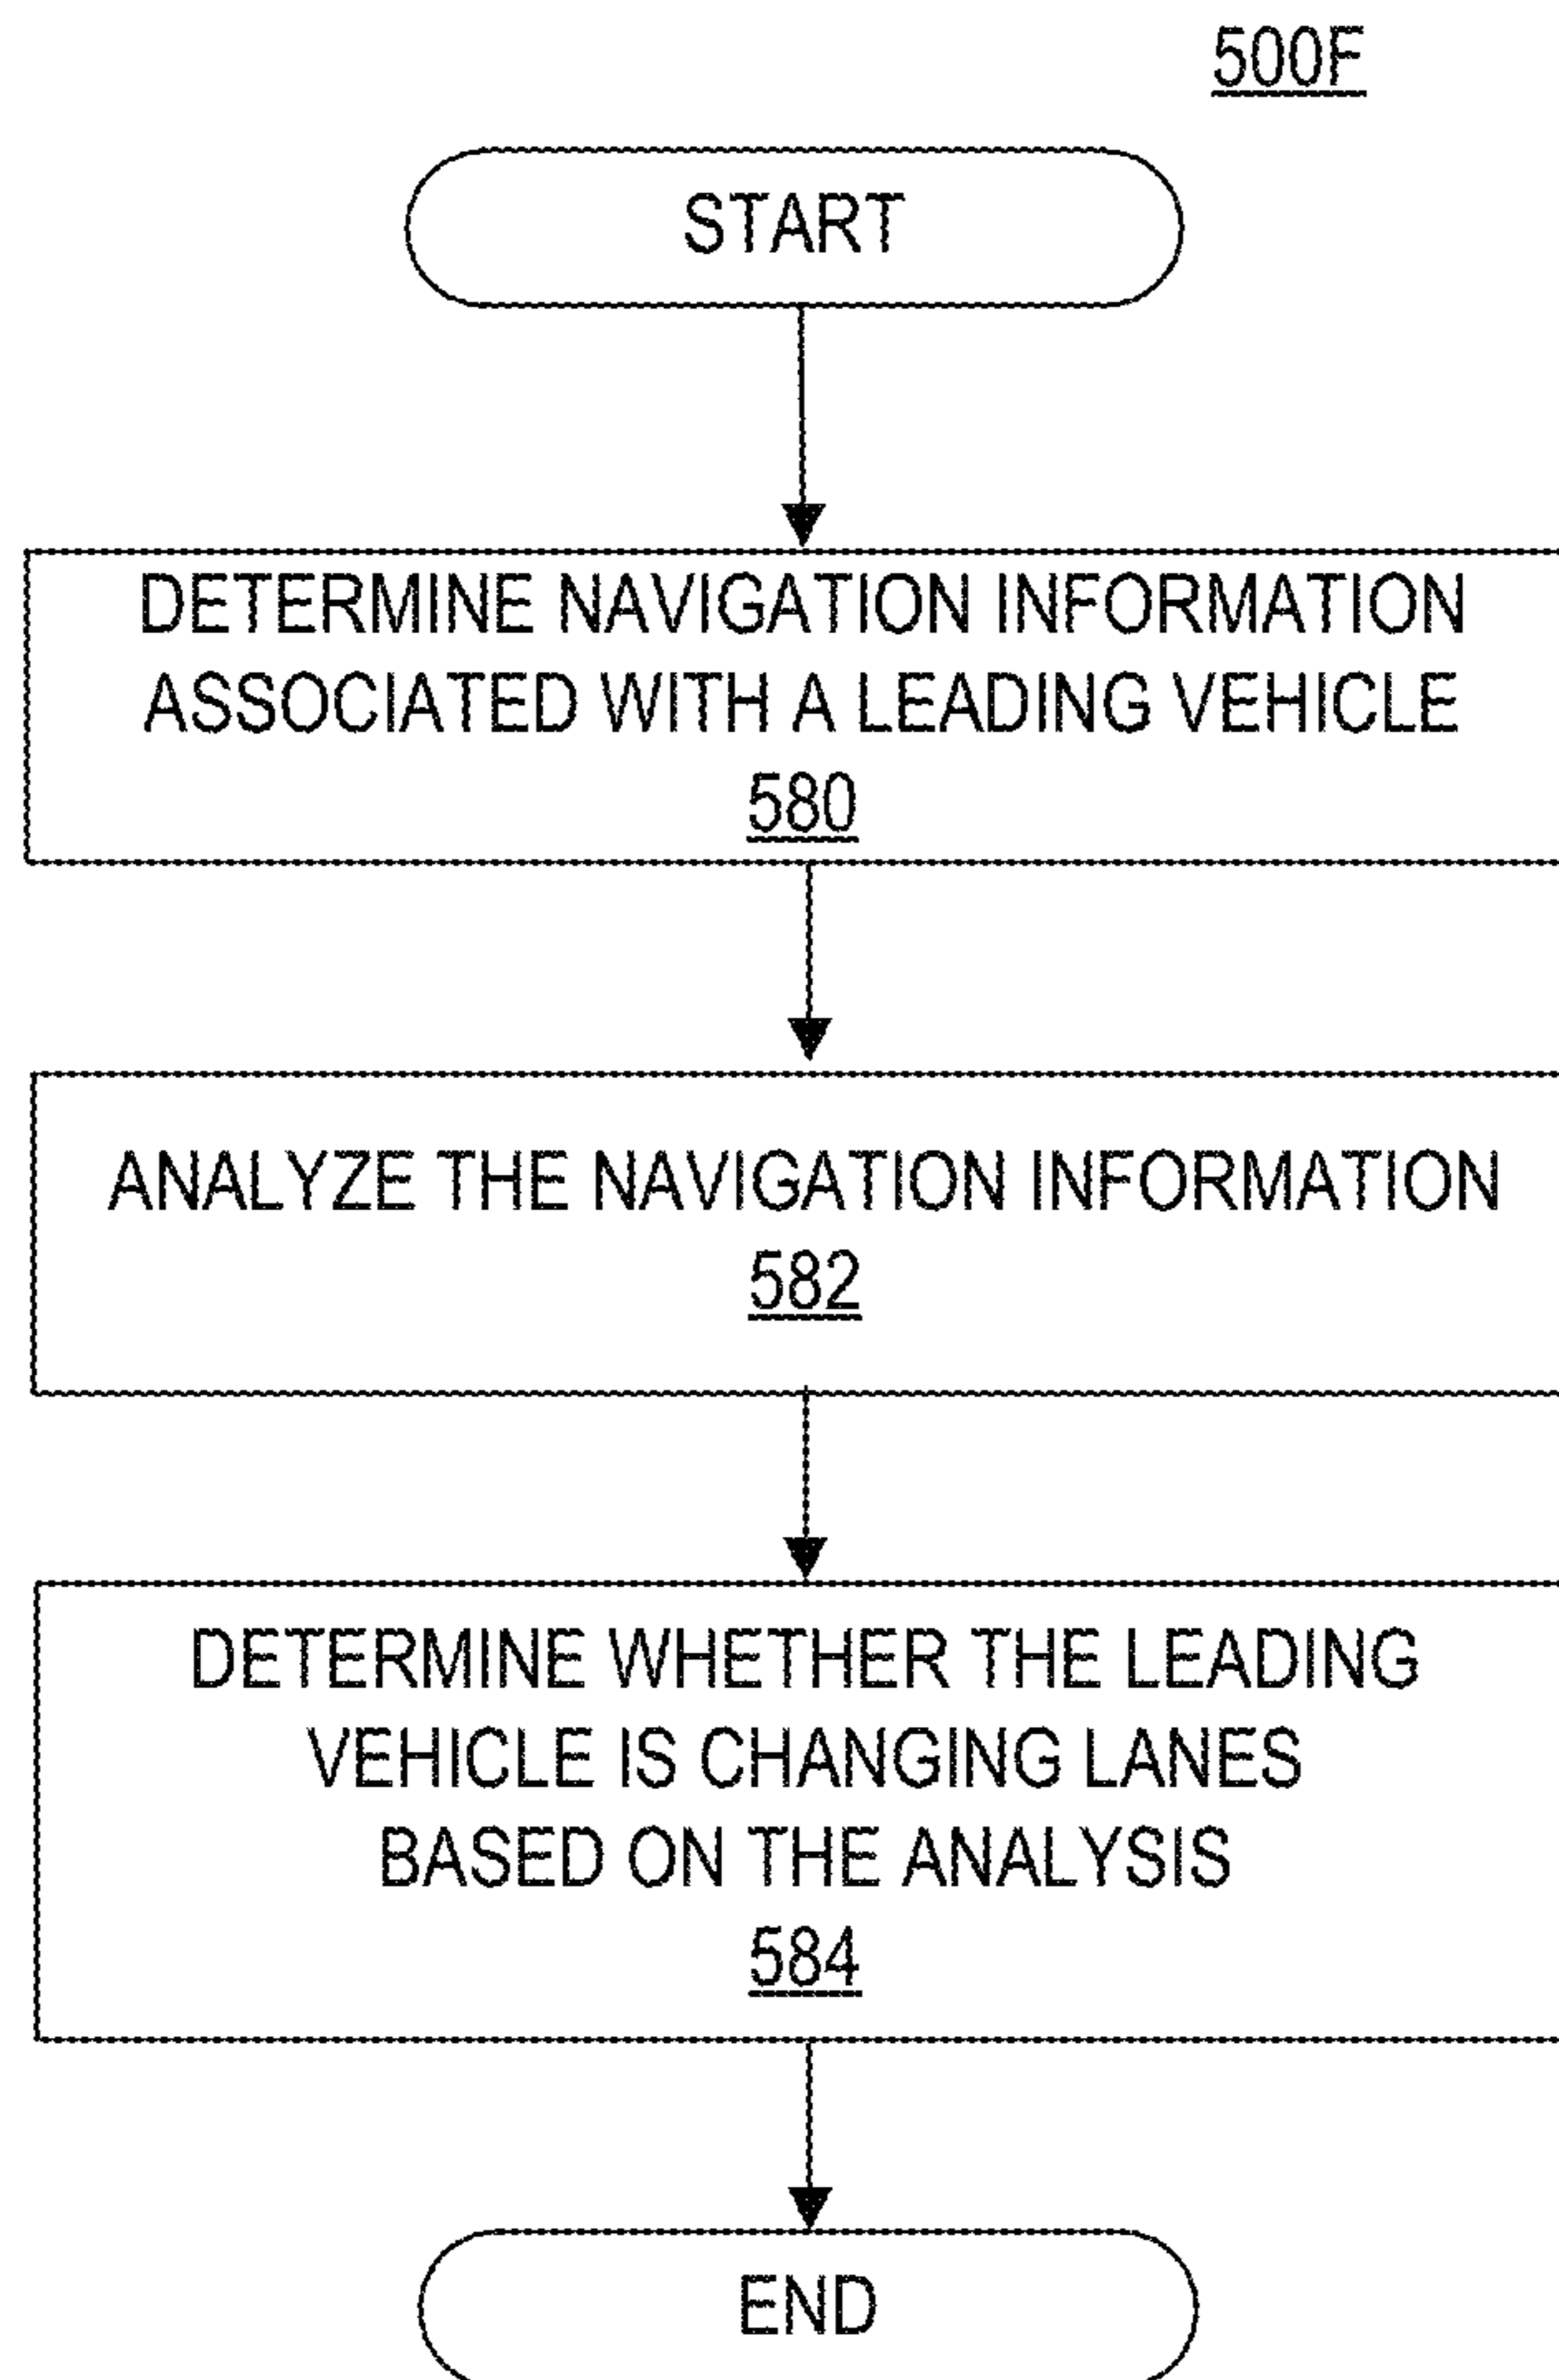 500F
START
DETERMINE NAVIGATION INFORMATION
ASSOCIATED WITH A LEADING VEHICLE
580
ANALYZE THE NAVIGATION INFORMATION
582
DETERMINE WHETHER THE LEADING
VEHICLE IS CHANGING LANES
BASED ON THE ANALYSIS
584
END